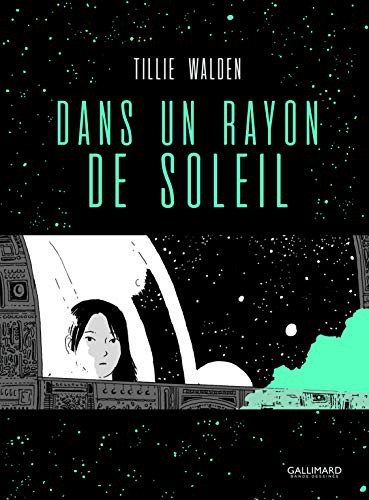 TILLIE WALDEN
DANS UN RAYON
DE SOLEIL
GALLIMARD
BANDE DESSINÉE